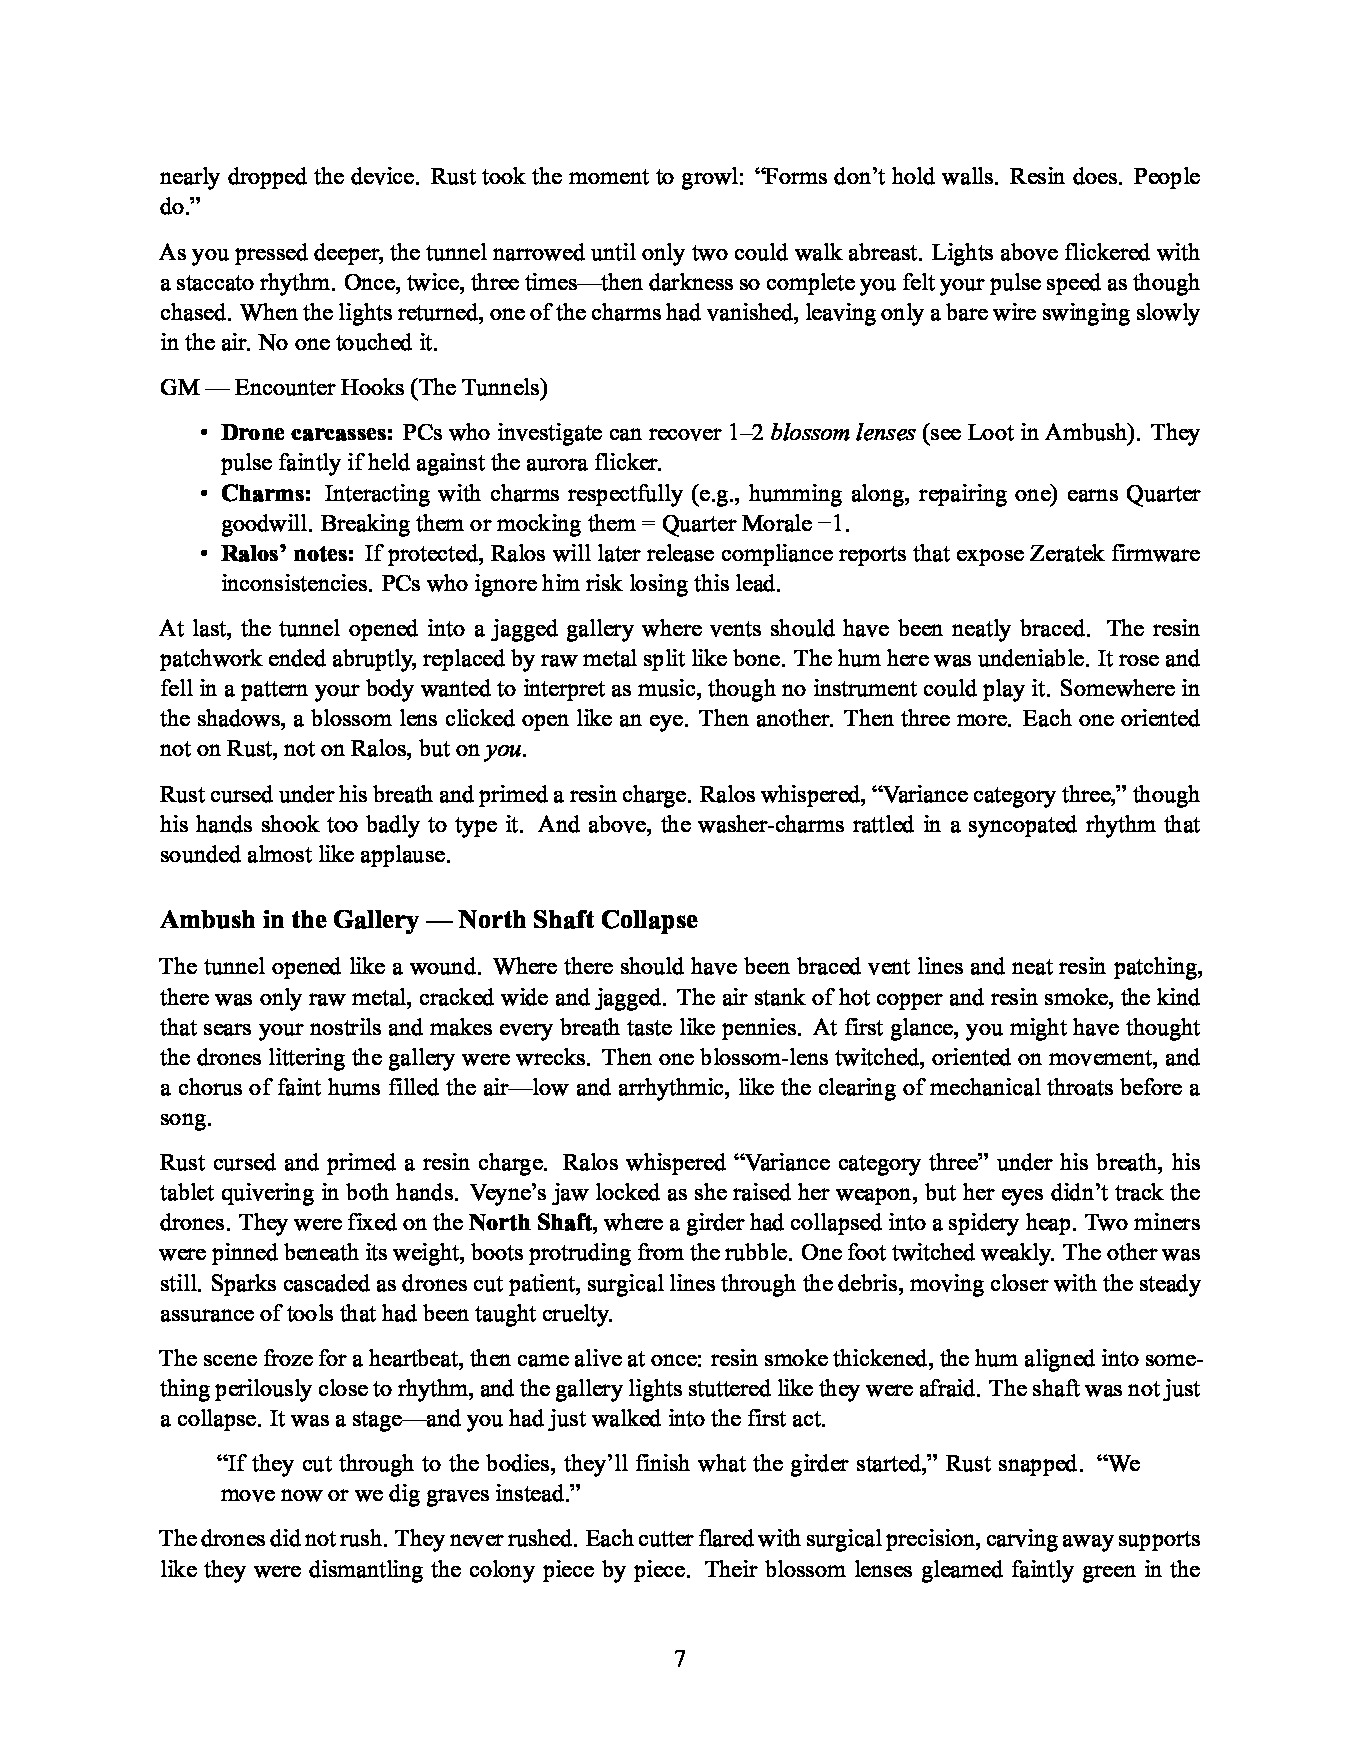 nearly dropped the device. Rust took the moment to growl: “Forms don’t hold walls. Resin does. People
do.”
As you pressed deeper, the tunnel narrowed until only two could walk abreast. Lights above flickered with
a staccato rhythm. Once, twice, three times—then darkness so complete you felt your pulse speed as though
chased. When the lights returned, one of the charms had vanished, leaving only a bare wire swinging slowly
in the air. No one touched it.
GM — Encounter Hooks (The Tunnels)
• Drone carcasses: PCs who investigate can recover 1–2 blossom lenses (see Loot in Ambush). They
pulse faintly if held against the aurora flicker.
• Charms: Interacting with charms respectfully (e.g., humming along, repairing one) earns Quarter
goodwill. Breaking them or mocking them = Quarter Morale −1.
• Ralos’ notes: If protected, Ralos will later release compliance reports that expose Zeratek firmware
inconsistencies. PCs who ignore him risk losing this lead.
At last, the tunnel opened into a jagged gallery where vents should have been neatly braced. The resin
patchwork ended abruptly, replaced by raw metal split like bone. The hum here was undeniable. It rose and
fell in a pattern your body wanted to interpret as music, though no instrument could play it. Somewhere in
the shadows, a blossom lens clicked open like an eye. Then another. Then three more. Each one oriented
not on Rust, not on Ralos, but on you.
Rust cursed under his breath and primed a resin charge. Ralos whispered, “Variance category three,” though
his hands shook too badly to type it. And above, the washer-charms rattled in a syncopated rhythm that
sounded almost like applause.
Ambush in the Gallery — North Shaft Collapse
The tunnel opened like a wound. Where there should have been braced vent lines and neat resin patching,
there was only raw metal, cracked wide and jagged. The air stank of hot copper and resin smoke, the kind
that sears your nostrils and makes every breath taste like pennies. At first glance, you might have thought
the drones littering the gallery were wrecks. Then one blossom-lens twitched, oriented on movement, and
a chorus of faint hums filled the air—low and arrhythmic, like the clearing of mechanical throats before a
song.
Rust cursed and primed a resin charge. Ralos whispered “Variance category three” under his breath, his
tablet quivering in both hands. Veyne’s jaw locked as she raised her weapon, but her eyes didn’t track the
drones. They were fixed on the North Shaft, where a girder had collapsed into a spidery heap. Two miners
were pinned beneath its weight, boots protruding from the rubble. One foot twitched weakly. The other was
still. Sparks cascaded as drones cut patient, surgical lines through the debris, moving closer with the steady
assurance of tools that had been taught cruelty.
The scene froze for a heartbeat, then came alive at once: resin smoke thickened, the hum aligned into some-
thing perilously close to rhythm, and the gallery lights stuttered like they were afraid. The shaft was not just
a collapse. It was a stage—and you had just walked into the first act.
“If they cut through to the bodies, they’ll finish what the girder started,” Rust snapped. “We
move now or we dig graves instead.”
The drones did not rush. They never rushed. Each cutter flared with surgical precision, carving away supports
like they were dismantling the colony piece by piece. Their blossom lenses gleamed faintly green in the
7